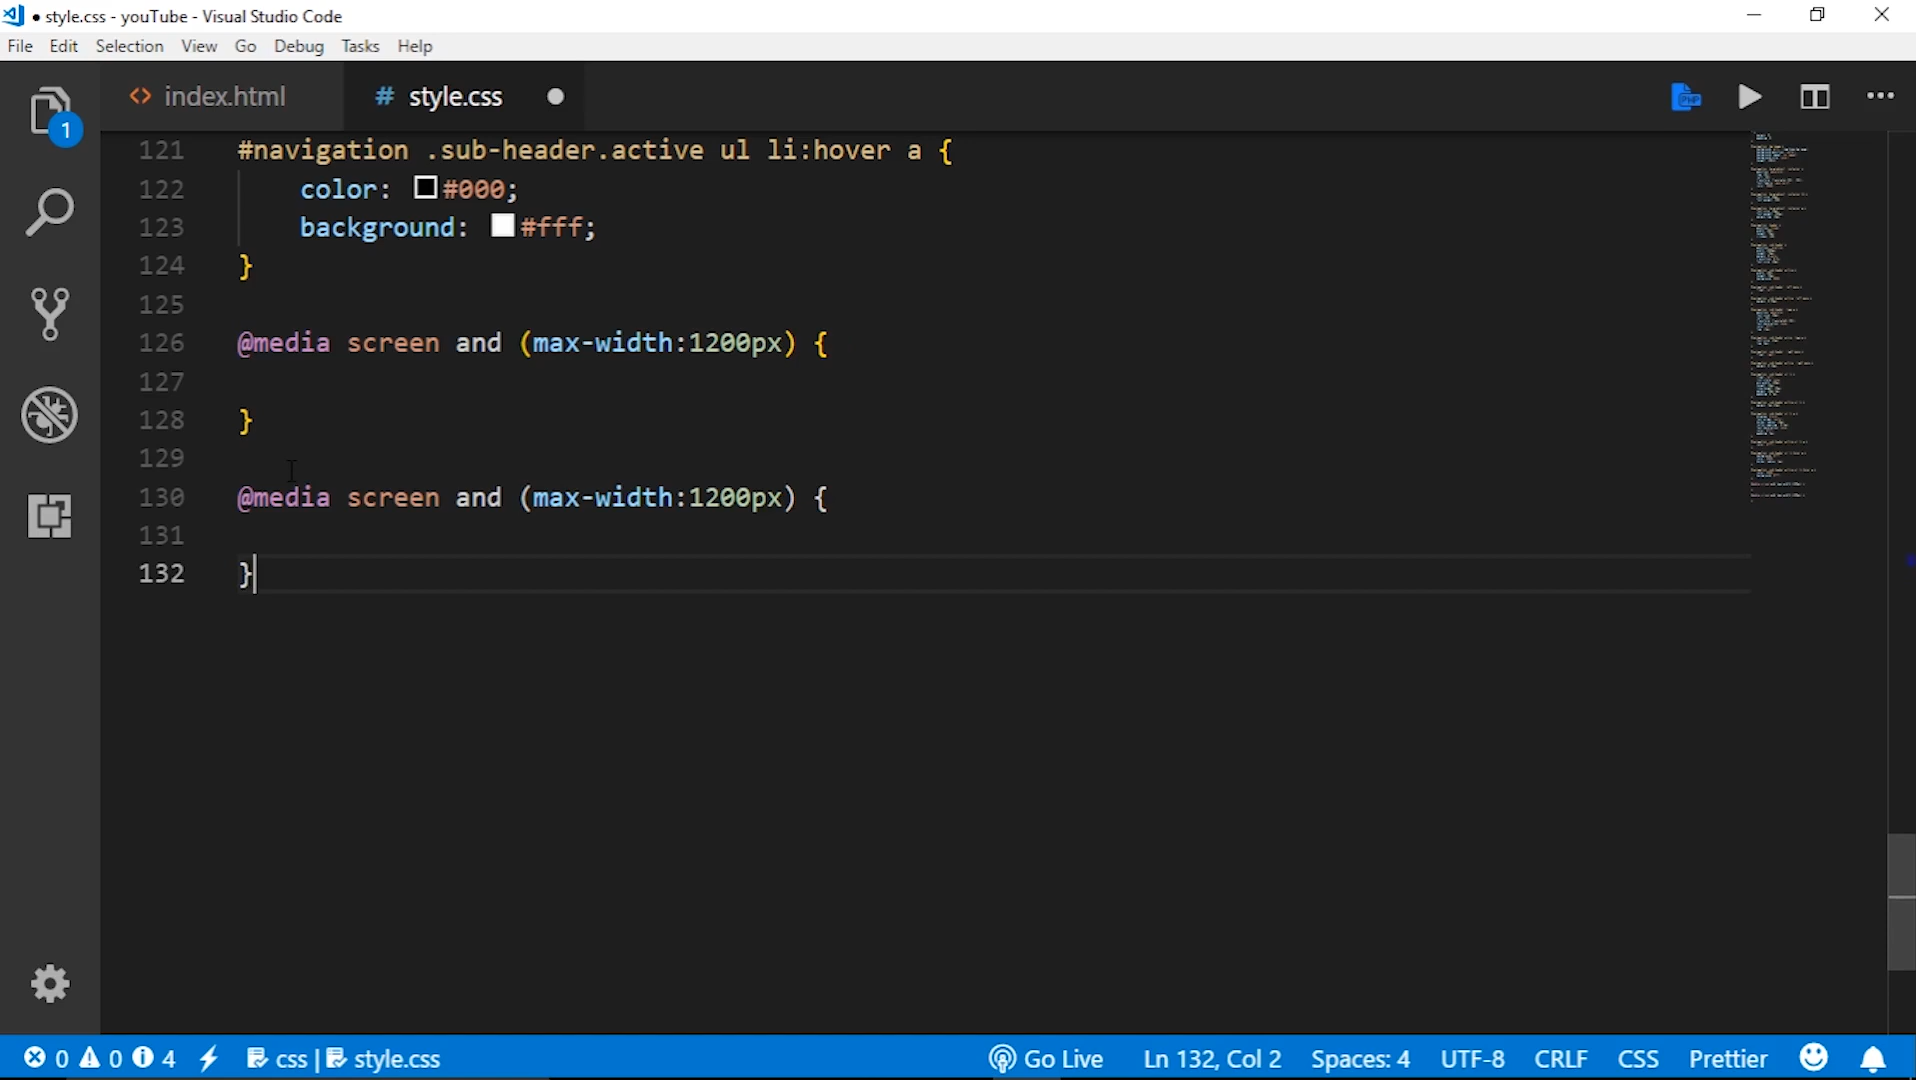 ● style.css - youTube - Visual Studio Code
File Edit Selection View Go Debug Tasks Help
1
<> index.html # style.css ●
PHP
121 #navigation .sub-header.active ul li:hover a {
122 color: #000;
123 background: #fff;
124 }
125
126 @media screen and (max-width:1200px) {
127
128 }
129
130 @media screen and (max-width:1200px) {
131
132 }
0 0 4 css | style.css Go Live Ln 132, Col 2 Spaces: 4 UTF-8 CRLF CSS Prettier